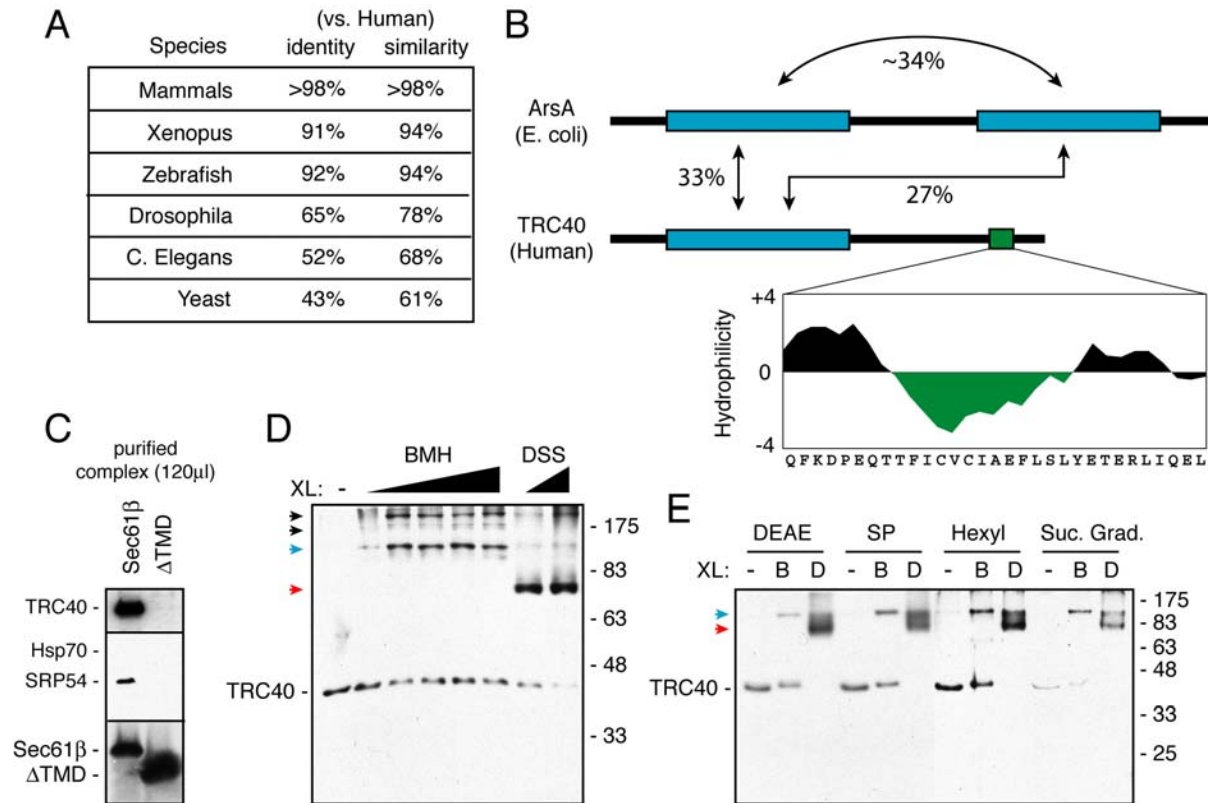 A
(vs. Human)
Species identity similarity
Mammals >98% >98%
Xenopus 91% 94%
Zebrafish 92% 94%
Drosophila 65% 78%
C. Elegans 52% 68%
Yeast 43% 61%
B
~34%
ArsA
(E. coli)
33%
27%
TRC40
(Human)
+4
0
-4
Hydrophilicity
QFKDPEQTTFICVCIAEFLSLYETERLIQEL
C
purified
complex (120µl)
Sec61β
ΔTMD
TRC40 -
Hsp70
SRP54 -
Sec61β -
ΔTMD -
D
BMH DSS
XL: -
- 175
- 83
- 63
- 48
TRC40 -
- 33
E
DEAE SP Hexyl Suc. Grad.
XL: - B D - B D - B D - B D
- 175
- 83
- 63
- 48
TRC40 -
- 33
- 25